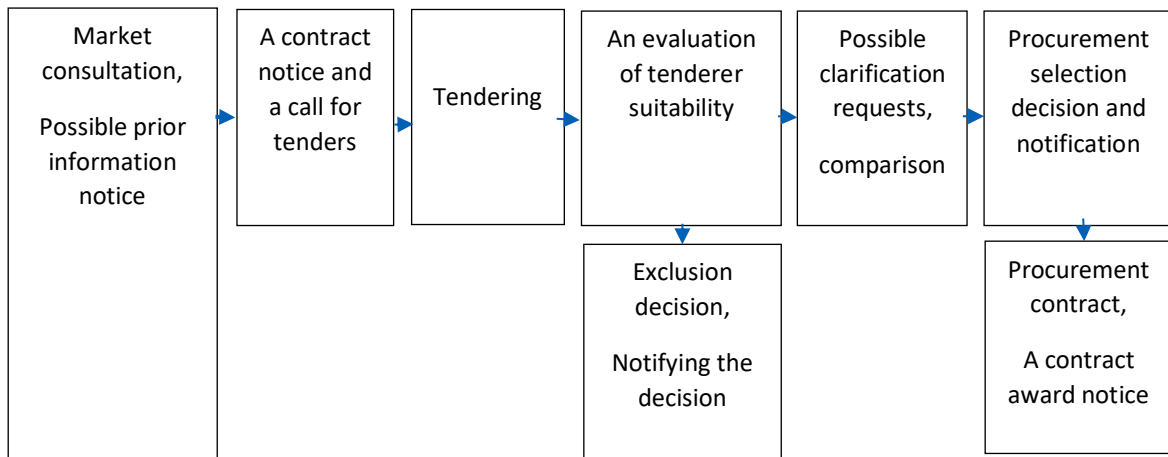 Market
consultation,
Possible prior
information
notice
A contract
notice and
a call for
tenders
Tendering
An evaluation
of tenderer
suitability
Possible
clarification
requests,
comparison
Procurement
selection
decision and
notification
Exclusion
decision,
Notifying the
decision
Procurement
contract,
A contract
award notice